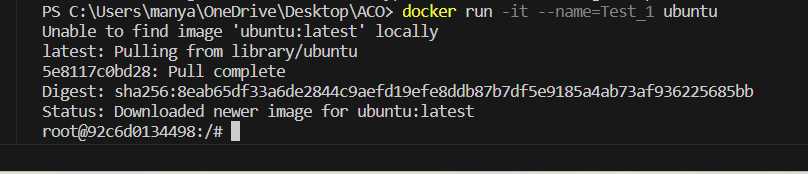 PS C:\Users\manya\OneDrive\Desktop\ACO> docker run -it --name=Test_1 ubuntu
Unable to find image 'ubuntu:latest' locally
latest: Pulling from library/ubuntu
5e8117c0bd28: Pull complete
Digest: sha256:8eab65df33a6de2844c9aefd19efe8ddb87b7df5e9185a4ab73af936225685bb
Status: Downloaded newer image for ubuntu:latest
root@92c6d0134498:/#